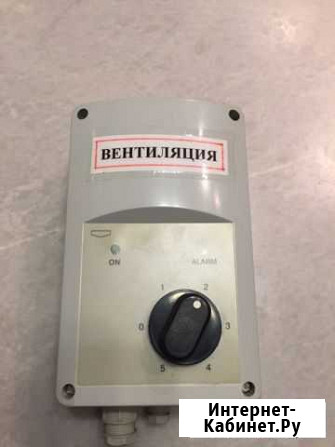 ВЕНТИЛЯЦИЯ
ON ALARM
1 2
0 3
5 4
Интернет-
Кабинет.Ру